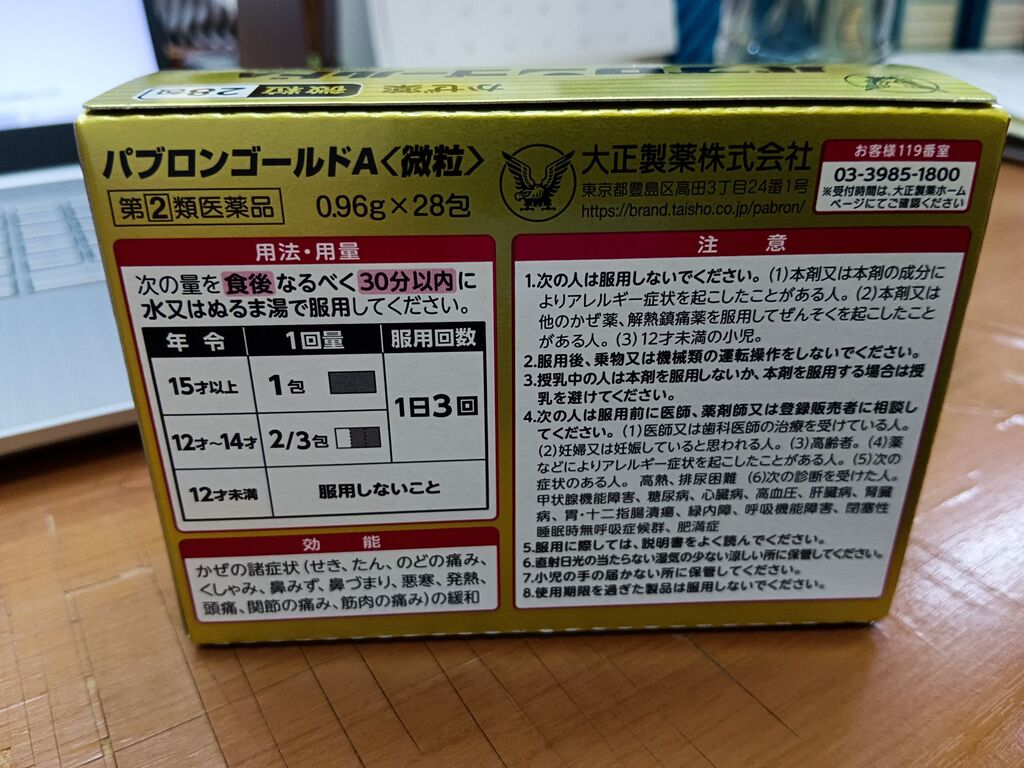 パブロンゴールドA
かぜ薬 微粒 28包
パブロンゴールドA〈微粒〉
第②類医薬品 0.96g×28包
大正製薬株式会社
東京都豊島区高田3丁目24番1号
https://brand.taisho.co.jp/pabron/
お客様119番室
03-3985-1800
※受付時間は、大正製薬ホーム
ページにてご確認ください
用法・用量
次の量を食後なるべく30分以内に
水又はぬるま湯で服用してください。
年令 1回量 服用回数
15才以上 1包 1日3回
12才〜14才 2/3包
12才未満 服用しないこと
効能
かぜの諸症状(せき、たん、のどの痛み、
くしゃみ、鼻みず、鼻づまり、悪寒、発熱、
頭痛、関節の痛み、筋肉の痛み)の緩和
注意
1.次の人は服用しないでください。(1)本剤又は本剤の成分に
よりアレルギー症状を起こしたことがある人。(2)本剤又は
他のかぜ薬、解熱鎮痛薬を服用してぜんそくを起こしたこと
がある人。(3)12才未満の小児。
2.服用後、乗物又は機械類の運転操作をしないでください。
3.授乳中の人は本剤を服用しないか、本剤を服用する場合は授
乳を避けてください。
4.次の人は服用前に医師、薬剤師又は登録販売者に相談し
てください。(1)医師又は歯科医師の治療を受けている人。
(2)妊婦又は妊娠していると思われる人。(3)高齢者。(4)薬
などによりアレルギー症状を起こしたことがある人。(5)次の
症状のある人。高熱、排尿困難 (6)次の診断を受けた人。
甲状腺機能障害、糖尿病、心臓病、高血圧、肝臓病、腎臓
病、胃・十二指腸潰瘍、緑内障、呼吸機能障害、閉塞性
睡眠時無呼吸症候群、肥満症
5.服用に際しては、説明書をよく読んでください。
6.直射日光の当たらない湿気の少ない涼しい所に保管してください。
7.小児の手の届かない所に保管してください。
8.使用期限を過ぎた製品は服用しないでください。